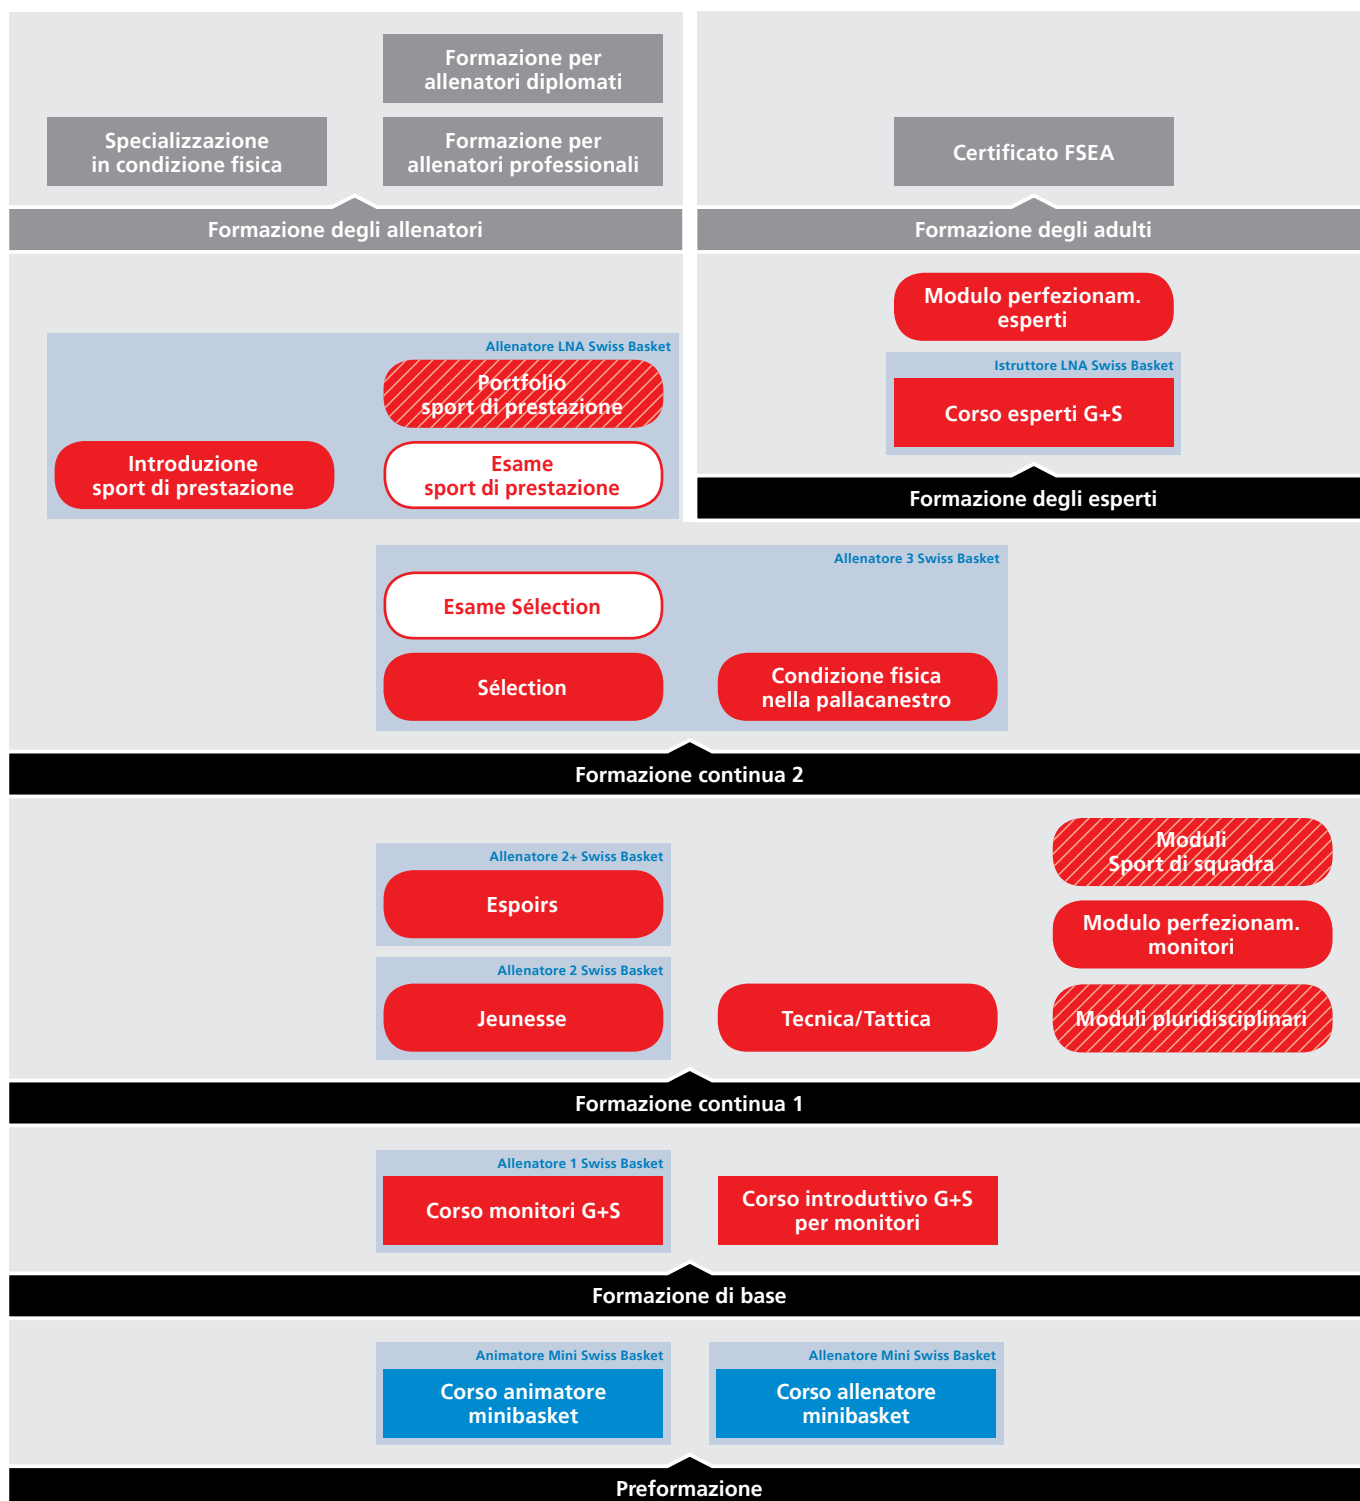 Formazione per
allenatori diplomati
Specializzazione
in condizione fisica
Formazione per
allenatori professionali
Formazione degli allenatori
Certificato FSEA
Formazione degli adulti
Modulo perfezionam.
esperti
Istruttore LNA Swiss Basket
Corso esperti G+S
Formazione degli esperti
Allenatore LNA Swiss Basket
Portfolio
sport di prestazione
Introduzione
sport di prestazione
Esame
sport di prestazione
Allenatore 3 Swiss Basket
Esame Sélection
Sélection
Condizione fisica
nella pallacanestro
Formazione continua 2
Allenatore 2+ Swiss Basket
Espoirs
Allenatore 2 Swiss Basket
Jeunesse
Tecnica/Tattica
Moduli
Sport di squadra
Modulo perfezionam.
monitori
Moduli pluridisciplinari
Formazione continua 1
Allenatore 1 Swiss Basket
Corso monitori G+S
Corso introduttivo G+S
per monitori
Formazione di base
Animatore Mini Swiss Basket
Corso animatore
minibasket
Allenatore Mini Swiss Basket
Corso allenatore
minibasket
Preformazione